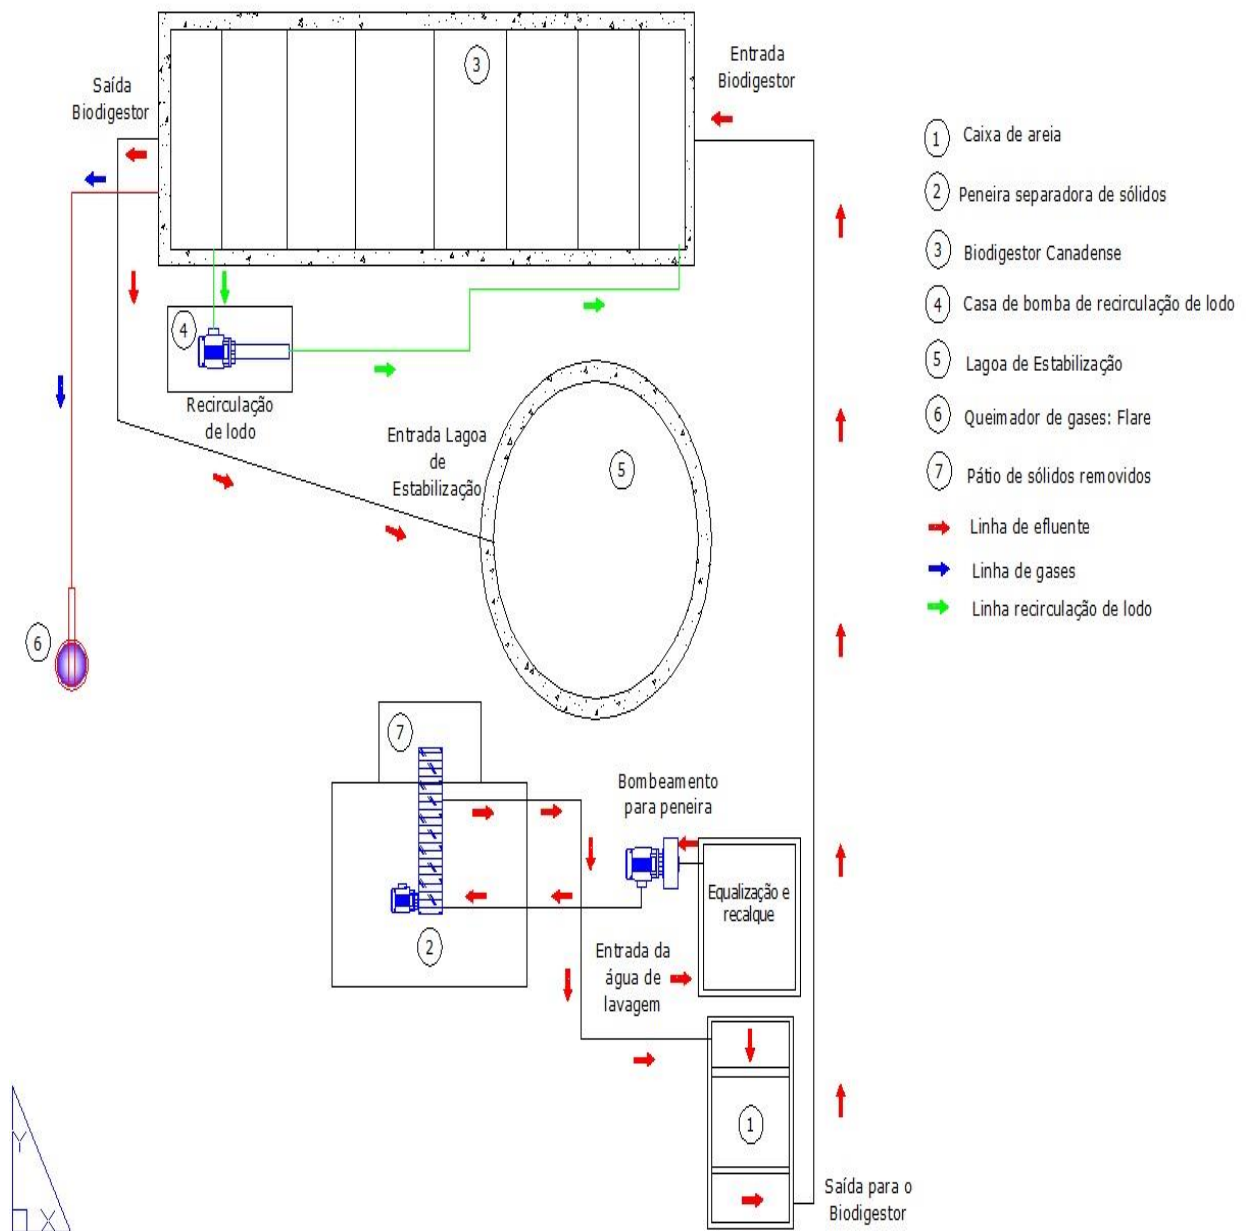 Saída
Biodigestor
3
Entrada
Biodigestor
4
Recirculação
de lodo
Entrada Lagoa
de
Estabilização
5
6
7
2
Bombeamento
para peneira
Equalização e
recalque
Entrada da
água de
lavagem
1
Saída para o
Biodigestor
1 Caixa de areia
2 Peneira separadora de sólidos
3 Biodigestor Canadense
4 Casa de bomba de recirculação de lodo
5 Lagoa de Estabilização
6 Queimador de gases: Flare
7 Pátio de sólidos removidos
Linha de efluente
Linha de gases
Linha recirculação de lodo
Y
X